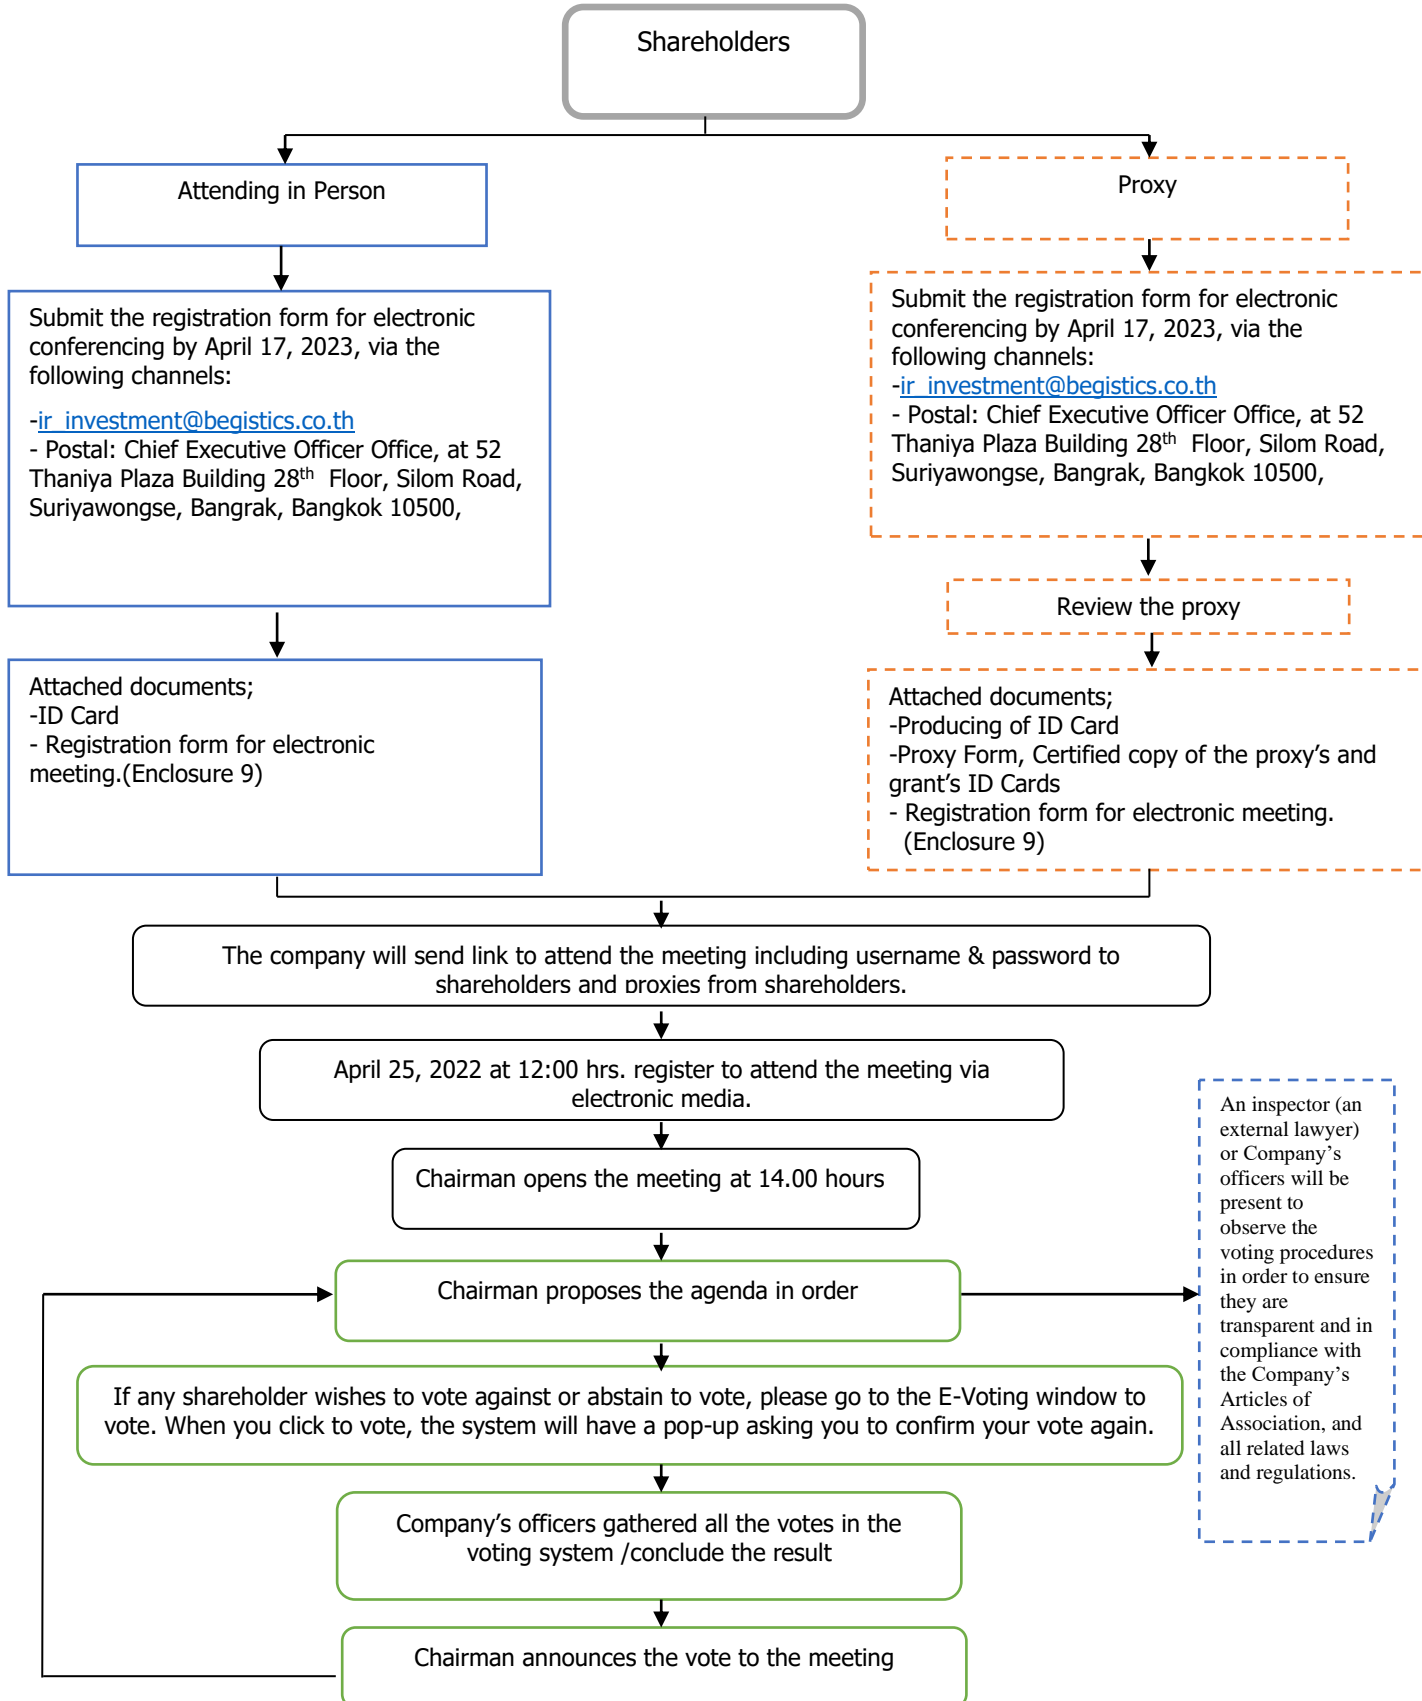 Shareholders
Attending in Person
Proxy
Submit the registration form for electronic
conferencing by April 17, 2023, via the
following channels:
-ir_investment@begistics.co.th
- Postal: Chief Executive Officer Office, at 52
Thaniya Plaza Building 28th Floor, Silom Road,
Suriyawongse, Bangrak, Bangkok 10500,
Submit the registration form for electronic
conferencing by April 17, 2023, via the
following channels:
-ir_investment@begistics.co.th
- Postal: Chief Executive Officer Office, at 52
Thaniya Plaza Building 28th Floor, Silom Road,
Suriyawongse, Bangrak, Bangkok 10500,
Review the proxy
Attached documents;
-ID Card
- Registration form for electronic
meeting.(Enclosure 9)
Attached documents;
-Producing of ID Card
-Proxy Form, Certified copy of the proxy’s and
grant’s ID Cards
- Registration form for electronic meeting.
(Enclosure 9)
The company will send link to attend the meeting including username & password to
shareholders and proxies from shareholders.
April 25, 2022 at 12:00 hrs. register to attend the meeting via
electronic media.
Chairman opens the meeting at 14.00 hours
Chairman proposes the agenda in order
An inspector (an
external lawyer)
or Company’s
officers will be
present to
observe the
voting procedures
in order to ensure
they are
transparent and in
compliance with
the Company’s
Articles of
Association, and
all related laws
and regulations.
If any shareholder wishes to vote against or abstain to vote, please go to the E-Voting window to
vote. When you click to vote, the system will have a pop-up asking you to confirm your vote again.
Company’s officers gathered all the votes in the
voting system /conclude the result
Chairman announces the vote to the meeting